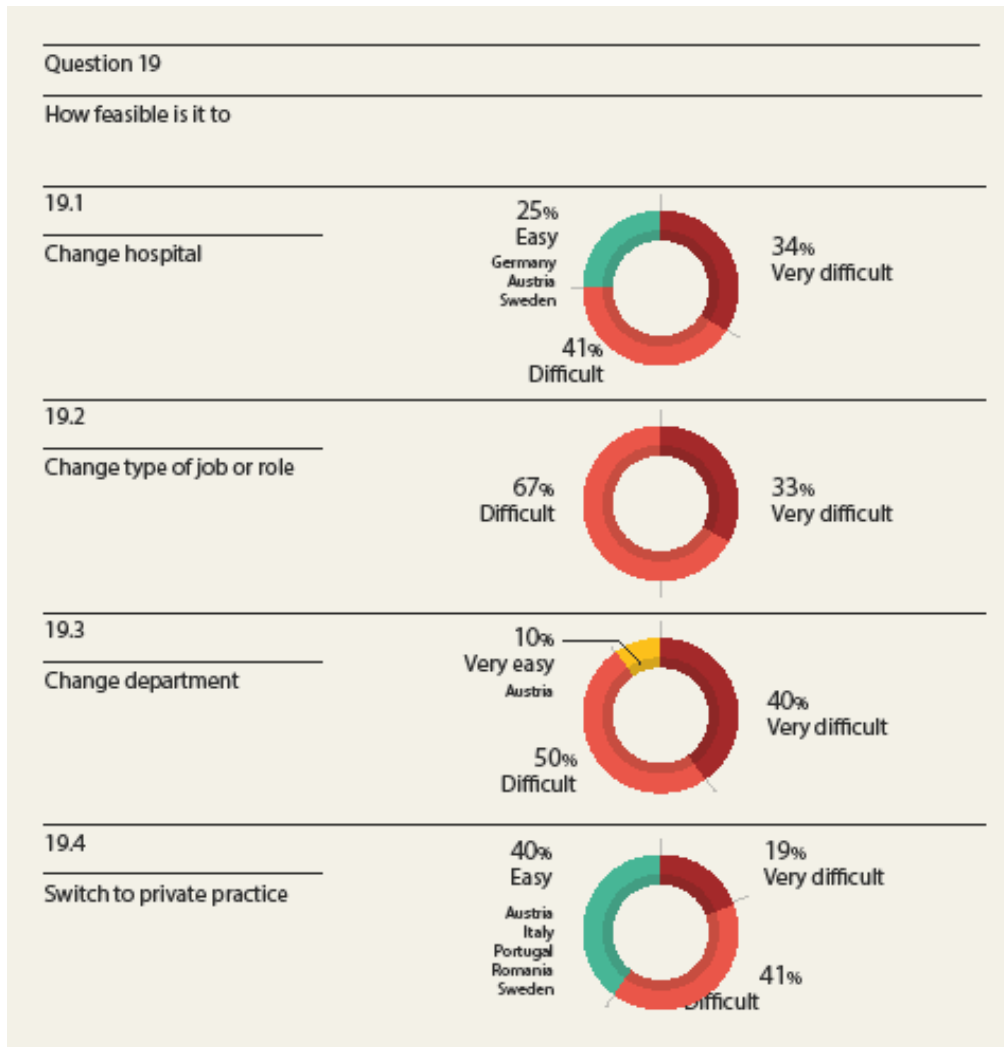 Question 19
How feasible is it to
19.1
Change hospital
25%
Easy
Germany
Austria
Sweden
34%
Very difficult
41%
Difficult
19.2
Change type of job or role
67%
Difficult
33%
Very difficult
19.3
Change department
10%
Very easy
Austria
40%
Very difficult
50%
Difficult
19.4
Switch to private practice
40%
Easy
Austria
Italy
Portugal
Romania
Sweden
19%
Very difficult
41%
Difficult